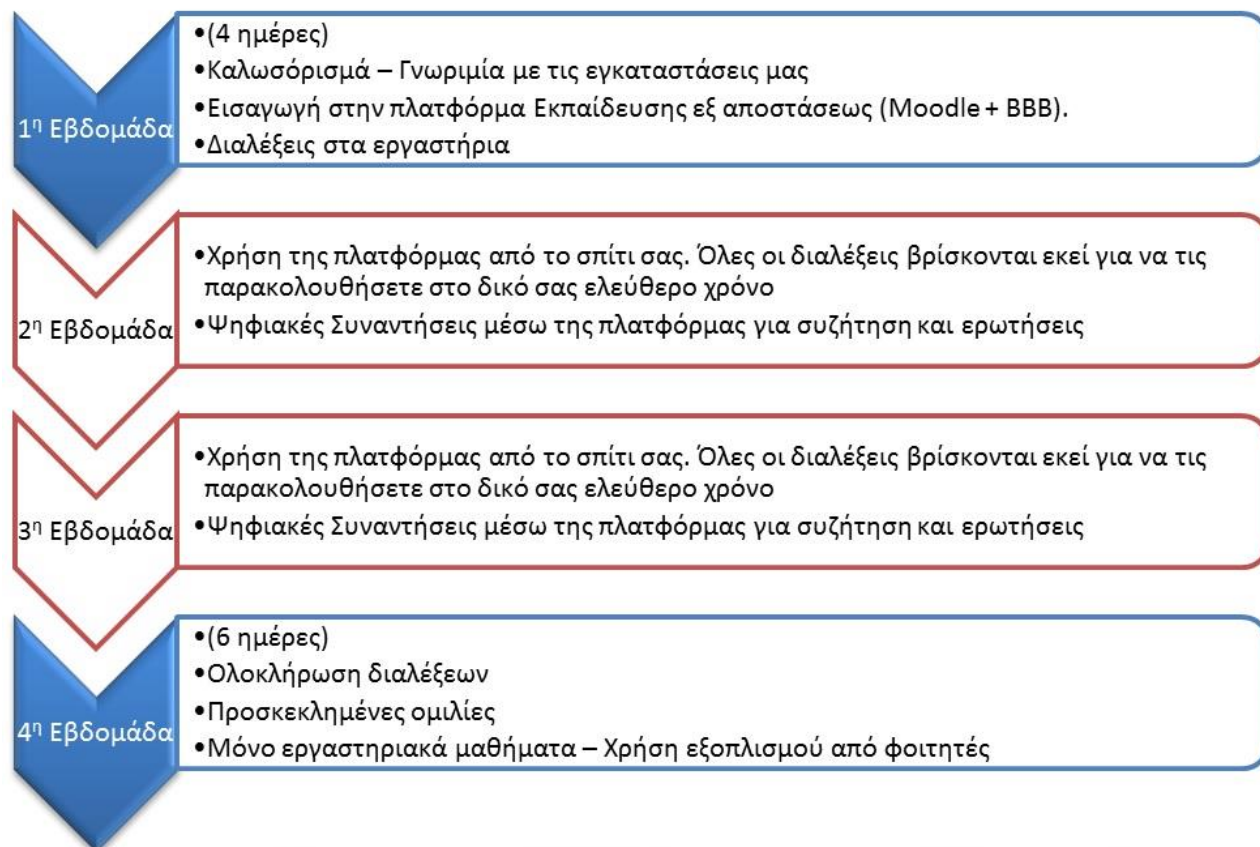 1η Εβδομάδα
•(4 ημέρες)
•Καλωσόρισμά – Γνωριμία με τις εγκαταστάσεις μας
•Εισαγωγή στην πλατφόρμα Εκπαίδευσης εξ αποστάσεως (Moodle + BBB).
•Διαλέξεις στα εργαστήρια
2η Εβδομάδα
•Χρήση της πλατφόρμας από το σπίτι σας. Όλες οι διαλέξεις βρίσκονται εκεί για να τις
παρακολουθήσετε στο δικό σας ελεύθερο χρόνο
•Ψηφιακές Συναντήσεις μέσω της πλατφόρμας για συζήτηση και ερωτήσεις
3η Εβδομάδα
•Χρήση της πλατφόρμας από το σπίτι σας. Όλες οι διαλέξεις βρίσκονται εκεί για να τις
παρακολουθήσετε στο δικό σας ελεύθερο χρόνο
•Ψηφιακές Συναντήσεις μέσω της πλατφόρμας για συζήτηση και ερωτήσεις
4η Εβδομάδα
•(6 ημέρες)
•Ολοκλήρωση διαλέξεων
•Προσκεκλημένες ομιλίες
•Μόνο εργαστηριακά μαθήματα – Χρήση εξοπλισμού από φοιτητές